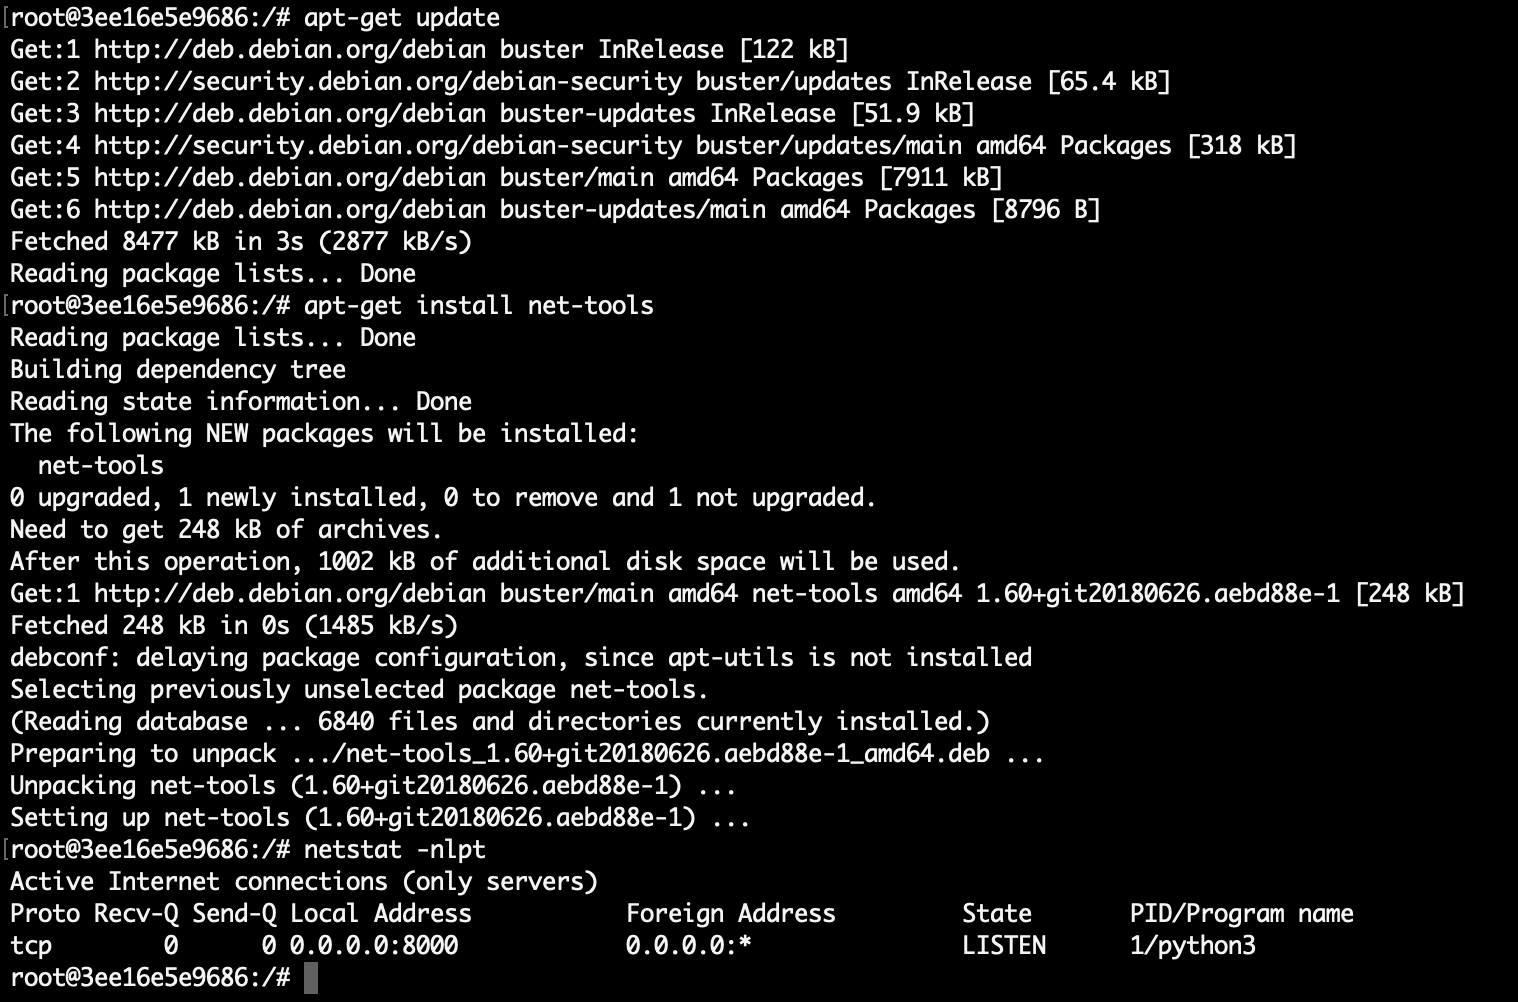 [root@3ee16e5e9686:/# apt-get update
Get:1 http://deb.debian.org/debian buster InRelease [122 kB]
Get:2 http://security.debian.org/debian-security buster/updates InRelease [65.4 kB]
Get:3 http://deb.debian.org/debian buster-updates InRelease [51.9 kB]
Get:4 http://security.debian.org/debian-security buster/updates/main amd64 Packages [318 kB]
Get:5 http://deb.debian.org/debian buster/main amd64 Packages [7911 kB]
Get:6 http://deb.debian.org/debian buster-updates/main amd64 Packages [8796 B]
Fetched 8477 kB in 3s (2877 kB/s)
Reading package lists... Done
[root@3ee16e5e9686:/# apt-get install net-tools
Reading package lists... Done
Building dependency tree
Reading state information... Done
The following NEW packages will be installed:
  net-tools
0 upgraded, 1 newly installed, 0 to remove and 1 not upgraded.
Need to get 248 kB of archives.
After this operation, 1002 kB of additional disk space will be used.
Get:1 http://deb.debian.org/debian buster/main amd64 net-tools amd64 1.60+git20180626.aebd88e-1 [248 kB]
Fetched 248 kB in 0s (1485 kB/s)
debconf: delaying package configuration, since apt-utils is not installed
Selecting previously unselected package net-tools.
(Reading database ... 6840 files and directories currently installed.)
Preparing to unpack .../net-tools_1.60+git20180626.aebd88e-1_amd64.deb ...
Unpacking net-tools (1.60+git20180626.aebd88e-1) ...
Setting up net-tools (1.60+git20180626.aebd88e-1) ...
[root@3ee16e5e9686:/# netstat -nlpt
Active Internet connections (only servers)
Proto Recv-Q Send-Q Local Address           Foreign Address         State       PID/Program name
tcp        0      0 0.0.0.0:8000            0.0.0.0:*               LISTEN      1/python3
root@3ee16e5e9686:/#